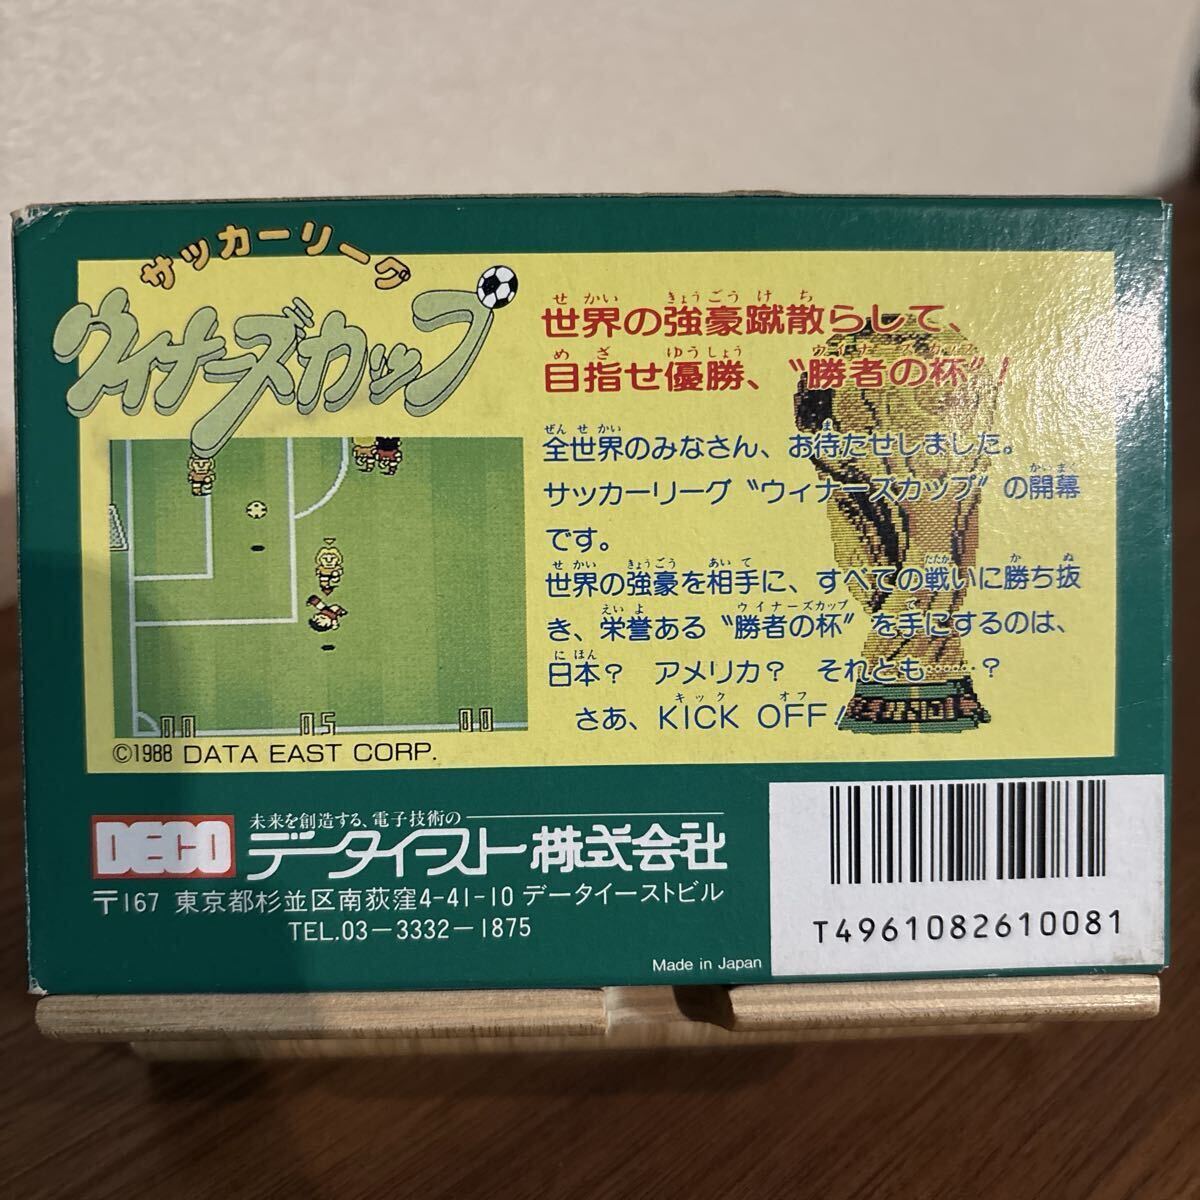 サッカーリーグ
ウィナーズカップ
世界の強豪蹴散らして、
目指せ優勝、〝勝者の杯〟!
全世界のみなさん、お待たせしました。
サッカーリーグ〝ウィナーズカップ〟の開幕
です。
世界の強豪を相手に、すべての戦いに勝ち抜
き、栄誉ある〝勝者の杯〟を手にするのは、
日本? アメリカ? それとも……?
さあ、KICK OFF!
00 05 00
©1988 DATA EAST CORP.
DECO
未来を創造する、電子技術の
データイースト株式会社
〒167 東京都杉並区南荻窪4-41-10 データイーストビル
TEL.03-3332-1875
Made in Japan
T4961082610081